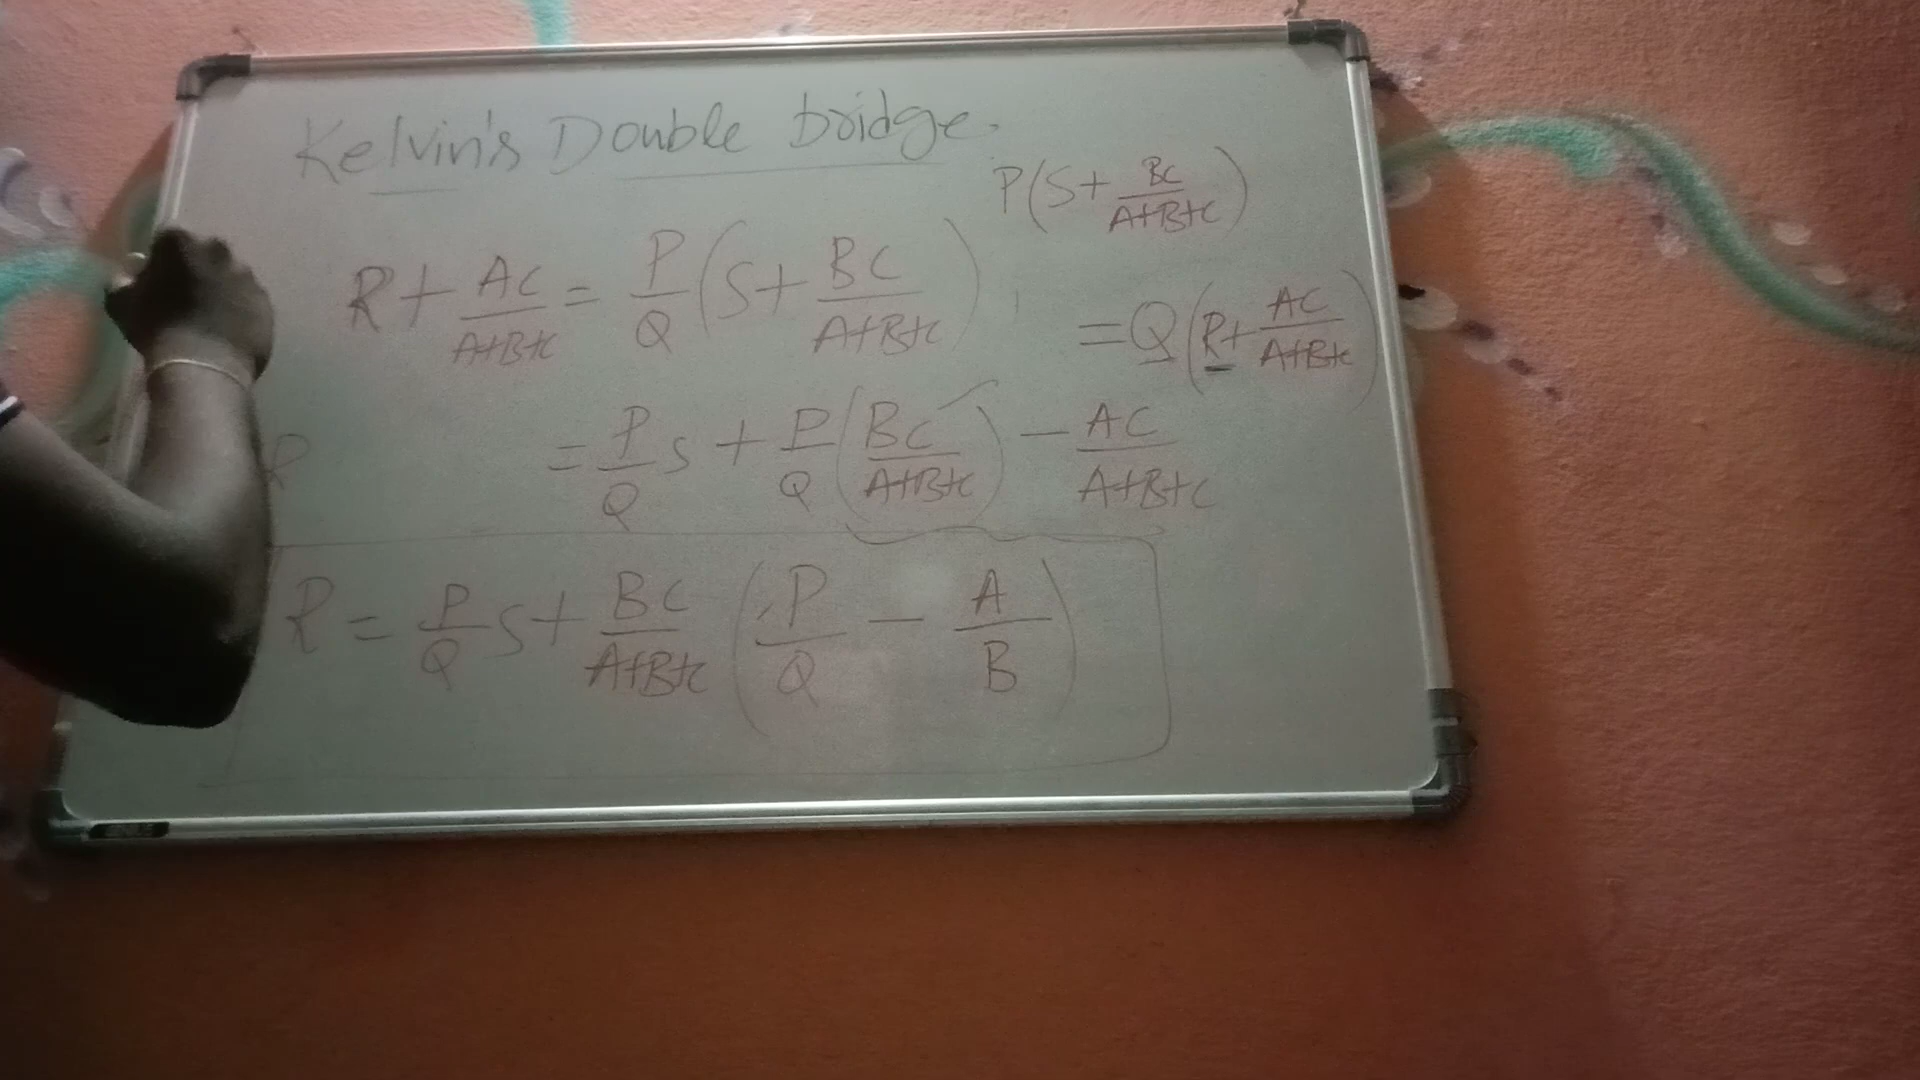 Kelvin's Double bridge.
P(S+BC/A+B+C)
R+AC/A+B+C=P/Q(S+BC/A+B+C)
=Q(R+AC/A+B+C)
R =P/Q S+P/Q(BC/A+B+C)-AC/A+B+C
R=P/Q S+BC/A+B+C(P/Q-A/B)